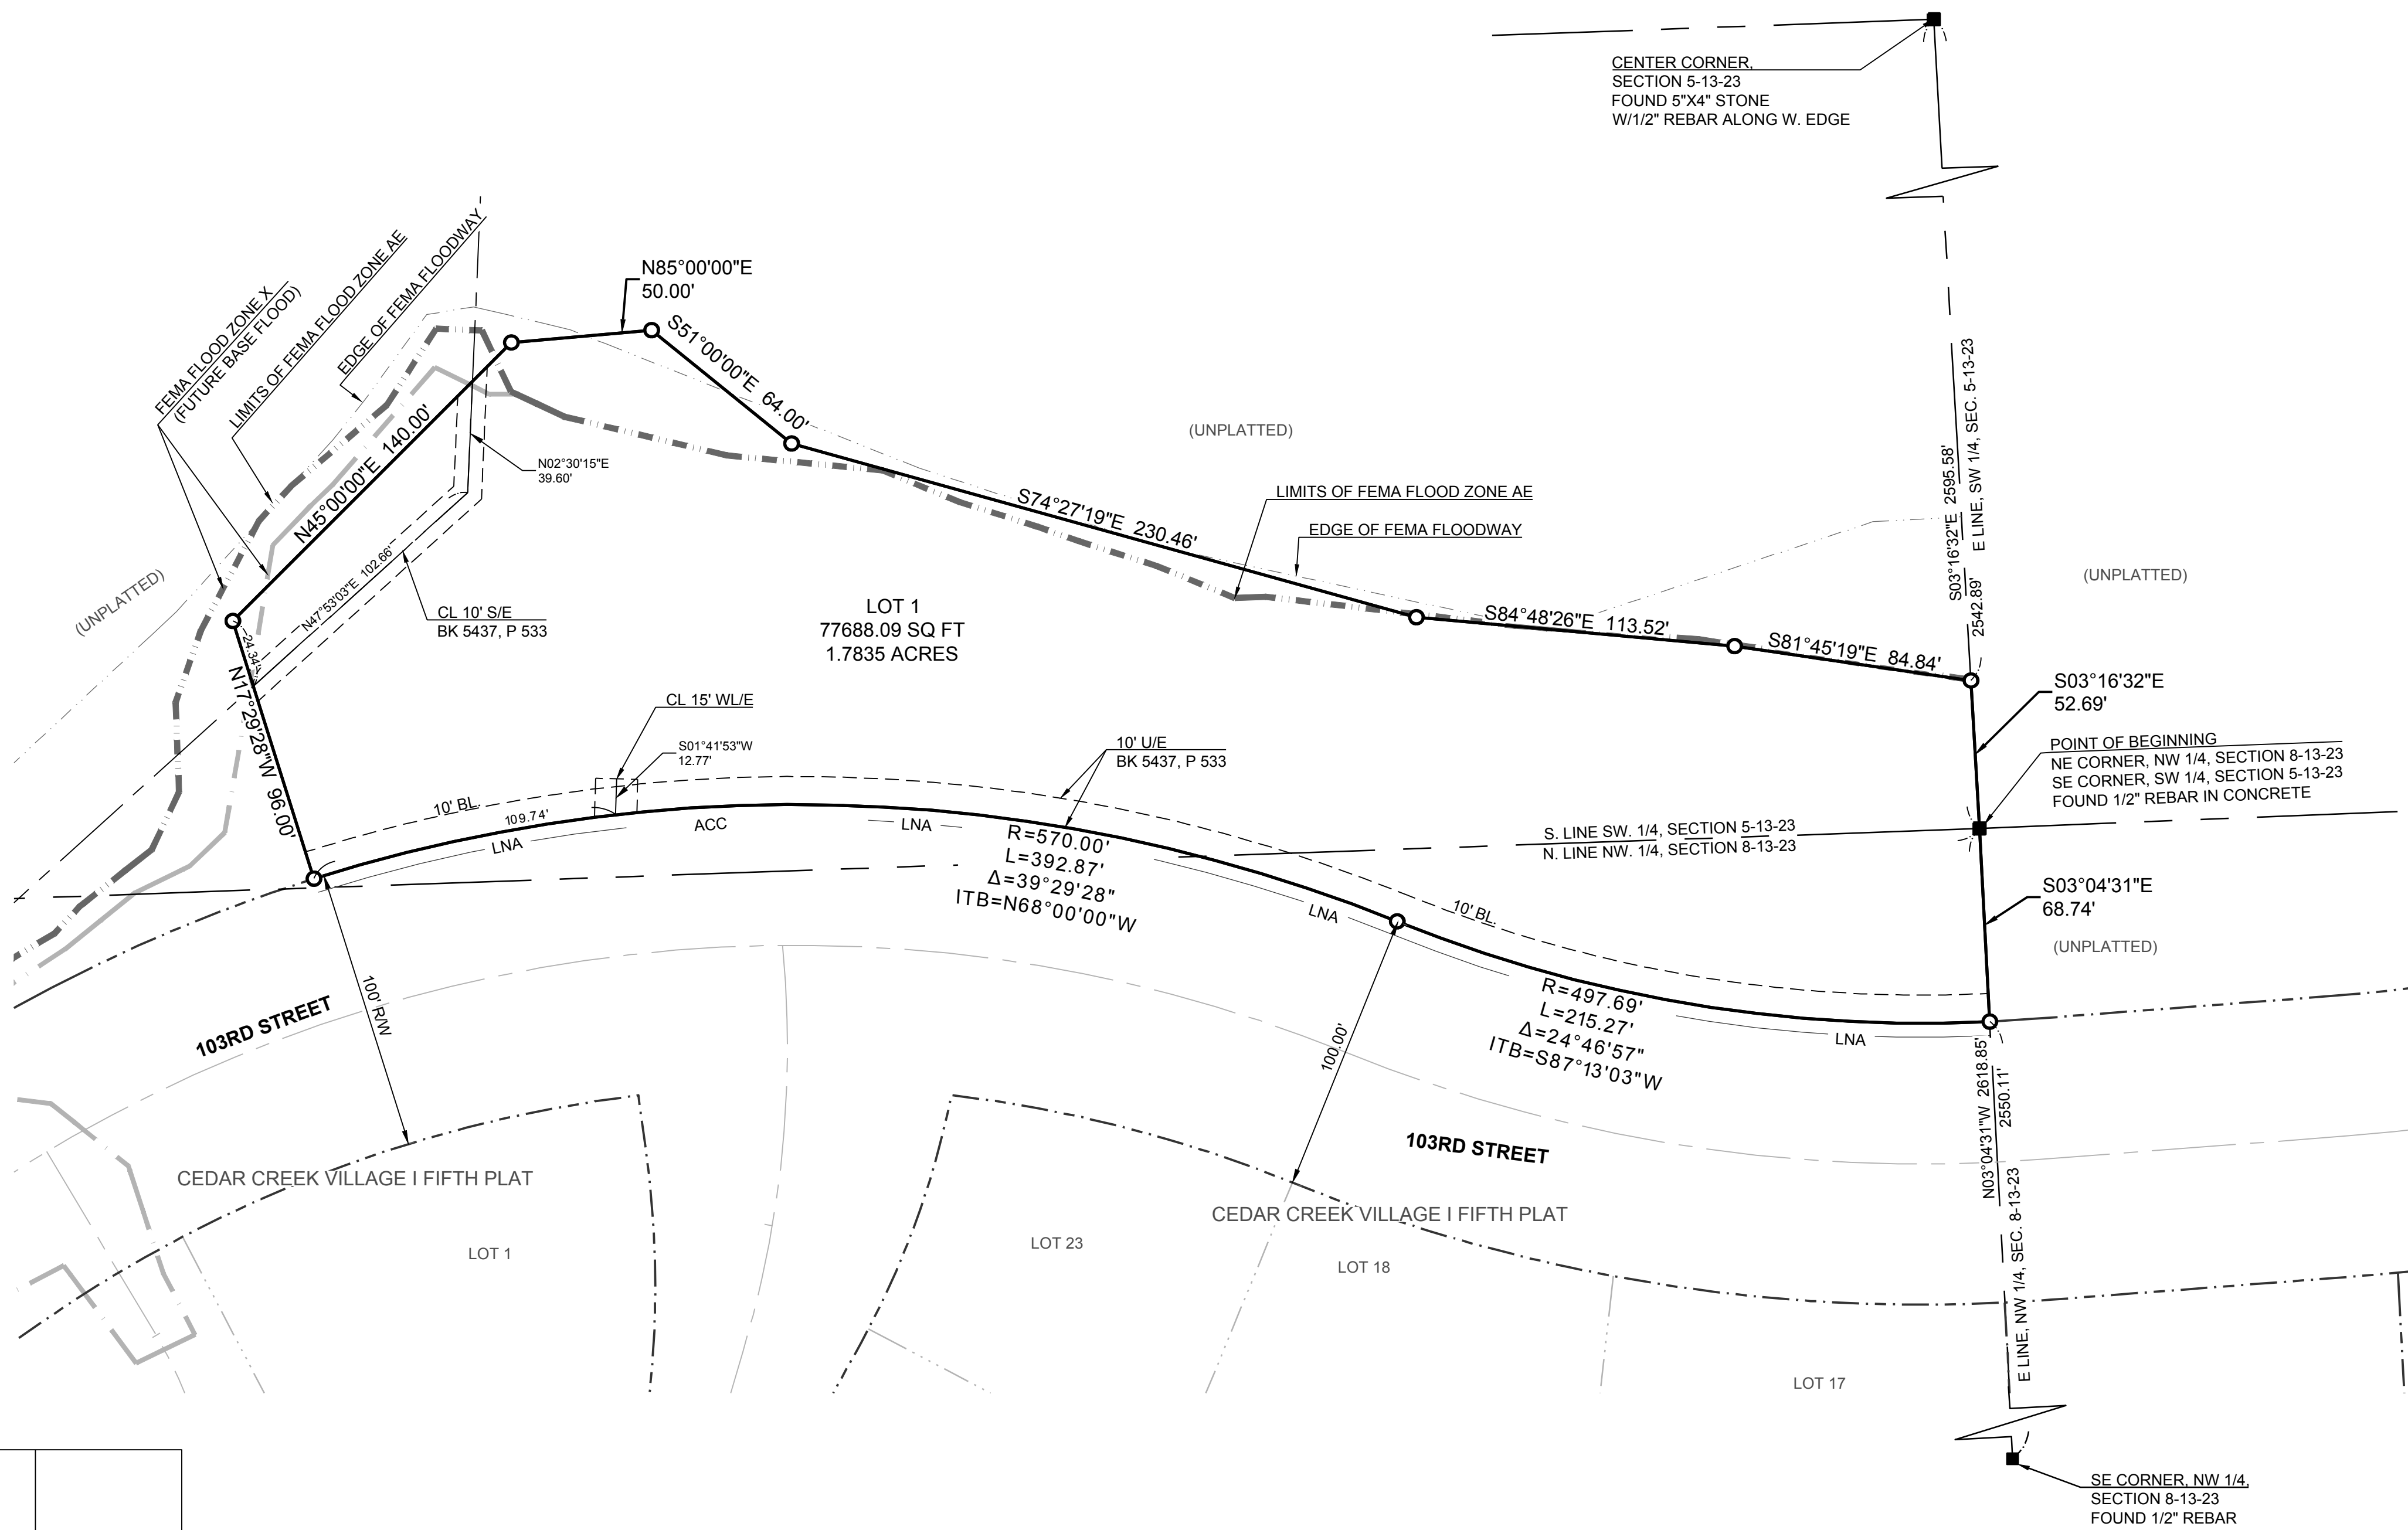 CENTER CORNER,
SECTION 5-13-23
FOUND 5"X4" STONE
W/1/2" REBAR ALONG W. EDGE
FEMA FLOOD ZONE X
(FUTURE BASE FLOOD)
LIMITS OF FEMA FLOOD ZONE AE
EDGE OF FEMA FLOODWAY
N85°00'00"E
50.00'
S51°00'00"E 64.00'
N45°00'00"E 140.00'
N02°30'15"E
39.60'
(UNPLATTED)
S74°27'19"E 230.46'
LIMITS OF FEMA FLOOD ZONE AE
EDGE OF FEMA FLOODWAY
S03°16'32"E 2595.58'
2542.89'
E LINE, SW 1/4, SEC. 5-13-23
(UNPLATTED)
(UNPLATTED)
N47°53'03"E 102.66'
CL 10' S/E
BK 5437, P 533
LOT 1
77688.09 SQ FT
1.7835 ACRES
S84°48'26"E 113.52'
S81°45'19"E 84.84'
24.34'
N17°29'28"W 96.00'
S03°16'32"E
52.69'
CL 15' WL/E
S01°41'53"W
12.77'
10' U/E
BK 5437, P 533
POINT OF BEGINNING
NE CORNER, NW 1/4, SECTION 8-13-23
SE CORNER, SW 1/4, SECTION 5-13-23
FOUND 1/2" REBAR IN CONCRETE
10' BL
109.74'
ACC
LNA
LNA
R=570.00'
L=392.87'
Δ=39°29'28"
ITB=N68°00'00"W
S. LINE SW. 1/4, SECTION 5-13-23
N. LINE NW. 1/4, SECTION 8-13-23
S03°04'31"E
68.74'
LNA
10' BL
(UNPLATTED)
100' R/W
103RD STREET
100.00'
R=497.69'
L=215.27'
Δ=24°46'57"
ITB=S87°13'03"W
LNA
N03°04'31"W 2618.85'
2550.11'
E LINE, NW 1/4, SEC. 8-13-23
103RD STREET
CEDAR CREEK VILLAGE I FIFTH PLAT
CEDAR CREEK VILLAGE I FIFTH PLAT
LOT 1
LOT 23
LOT 18
LOT 17
SE CORNER, NW 1/4,
SECTION 8-13-23
FOUND 1/2" REBAR